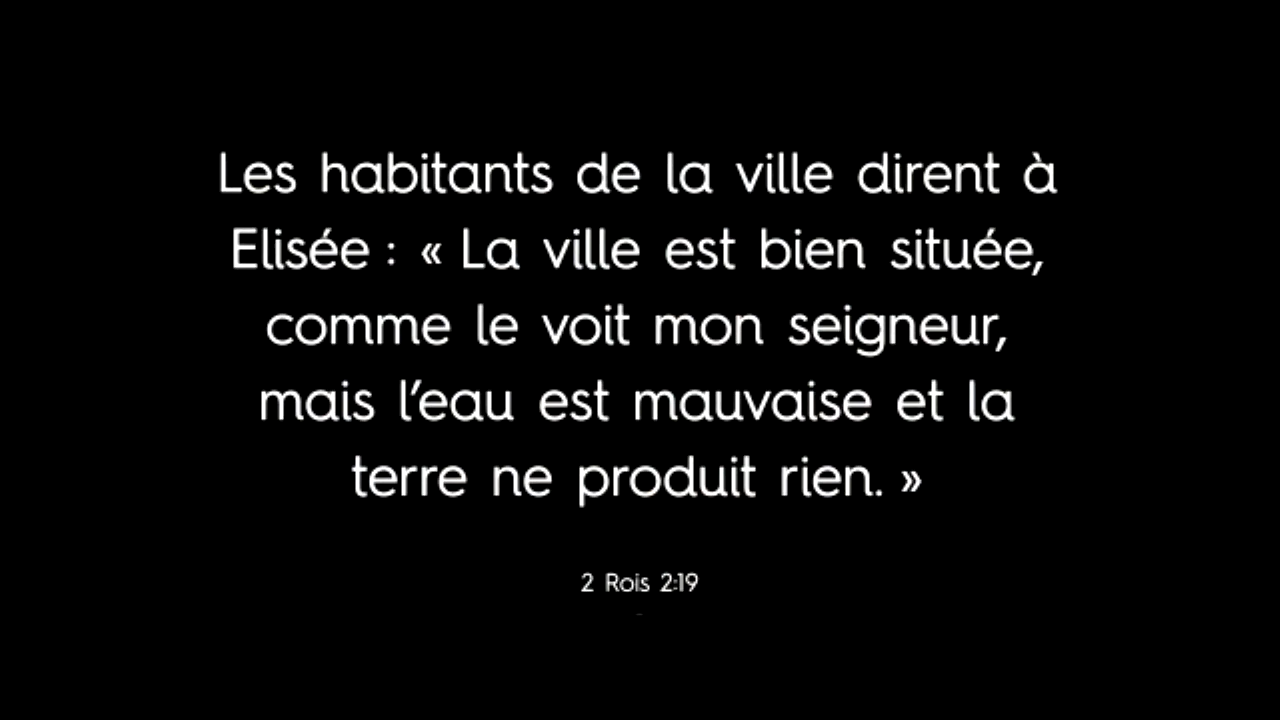 Les habitants de la ville dirent à
Elisée : « La ville est bien située,
comme le voit mon seigneur,
mais l’eau est mauvaise et la
terre ne produit rien. »
2 Rois 2:19